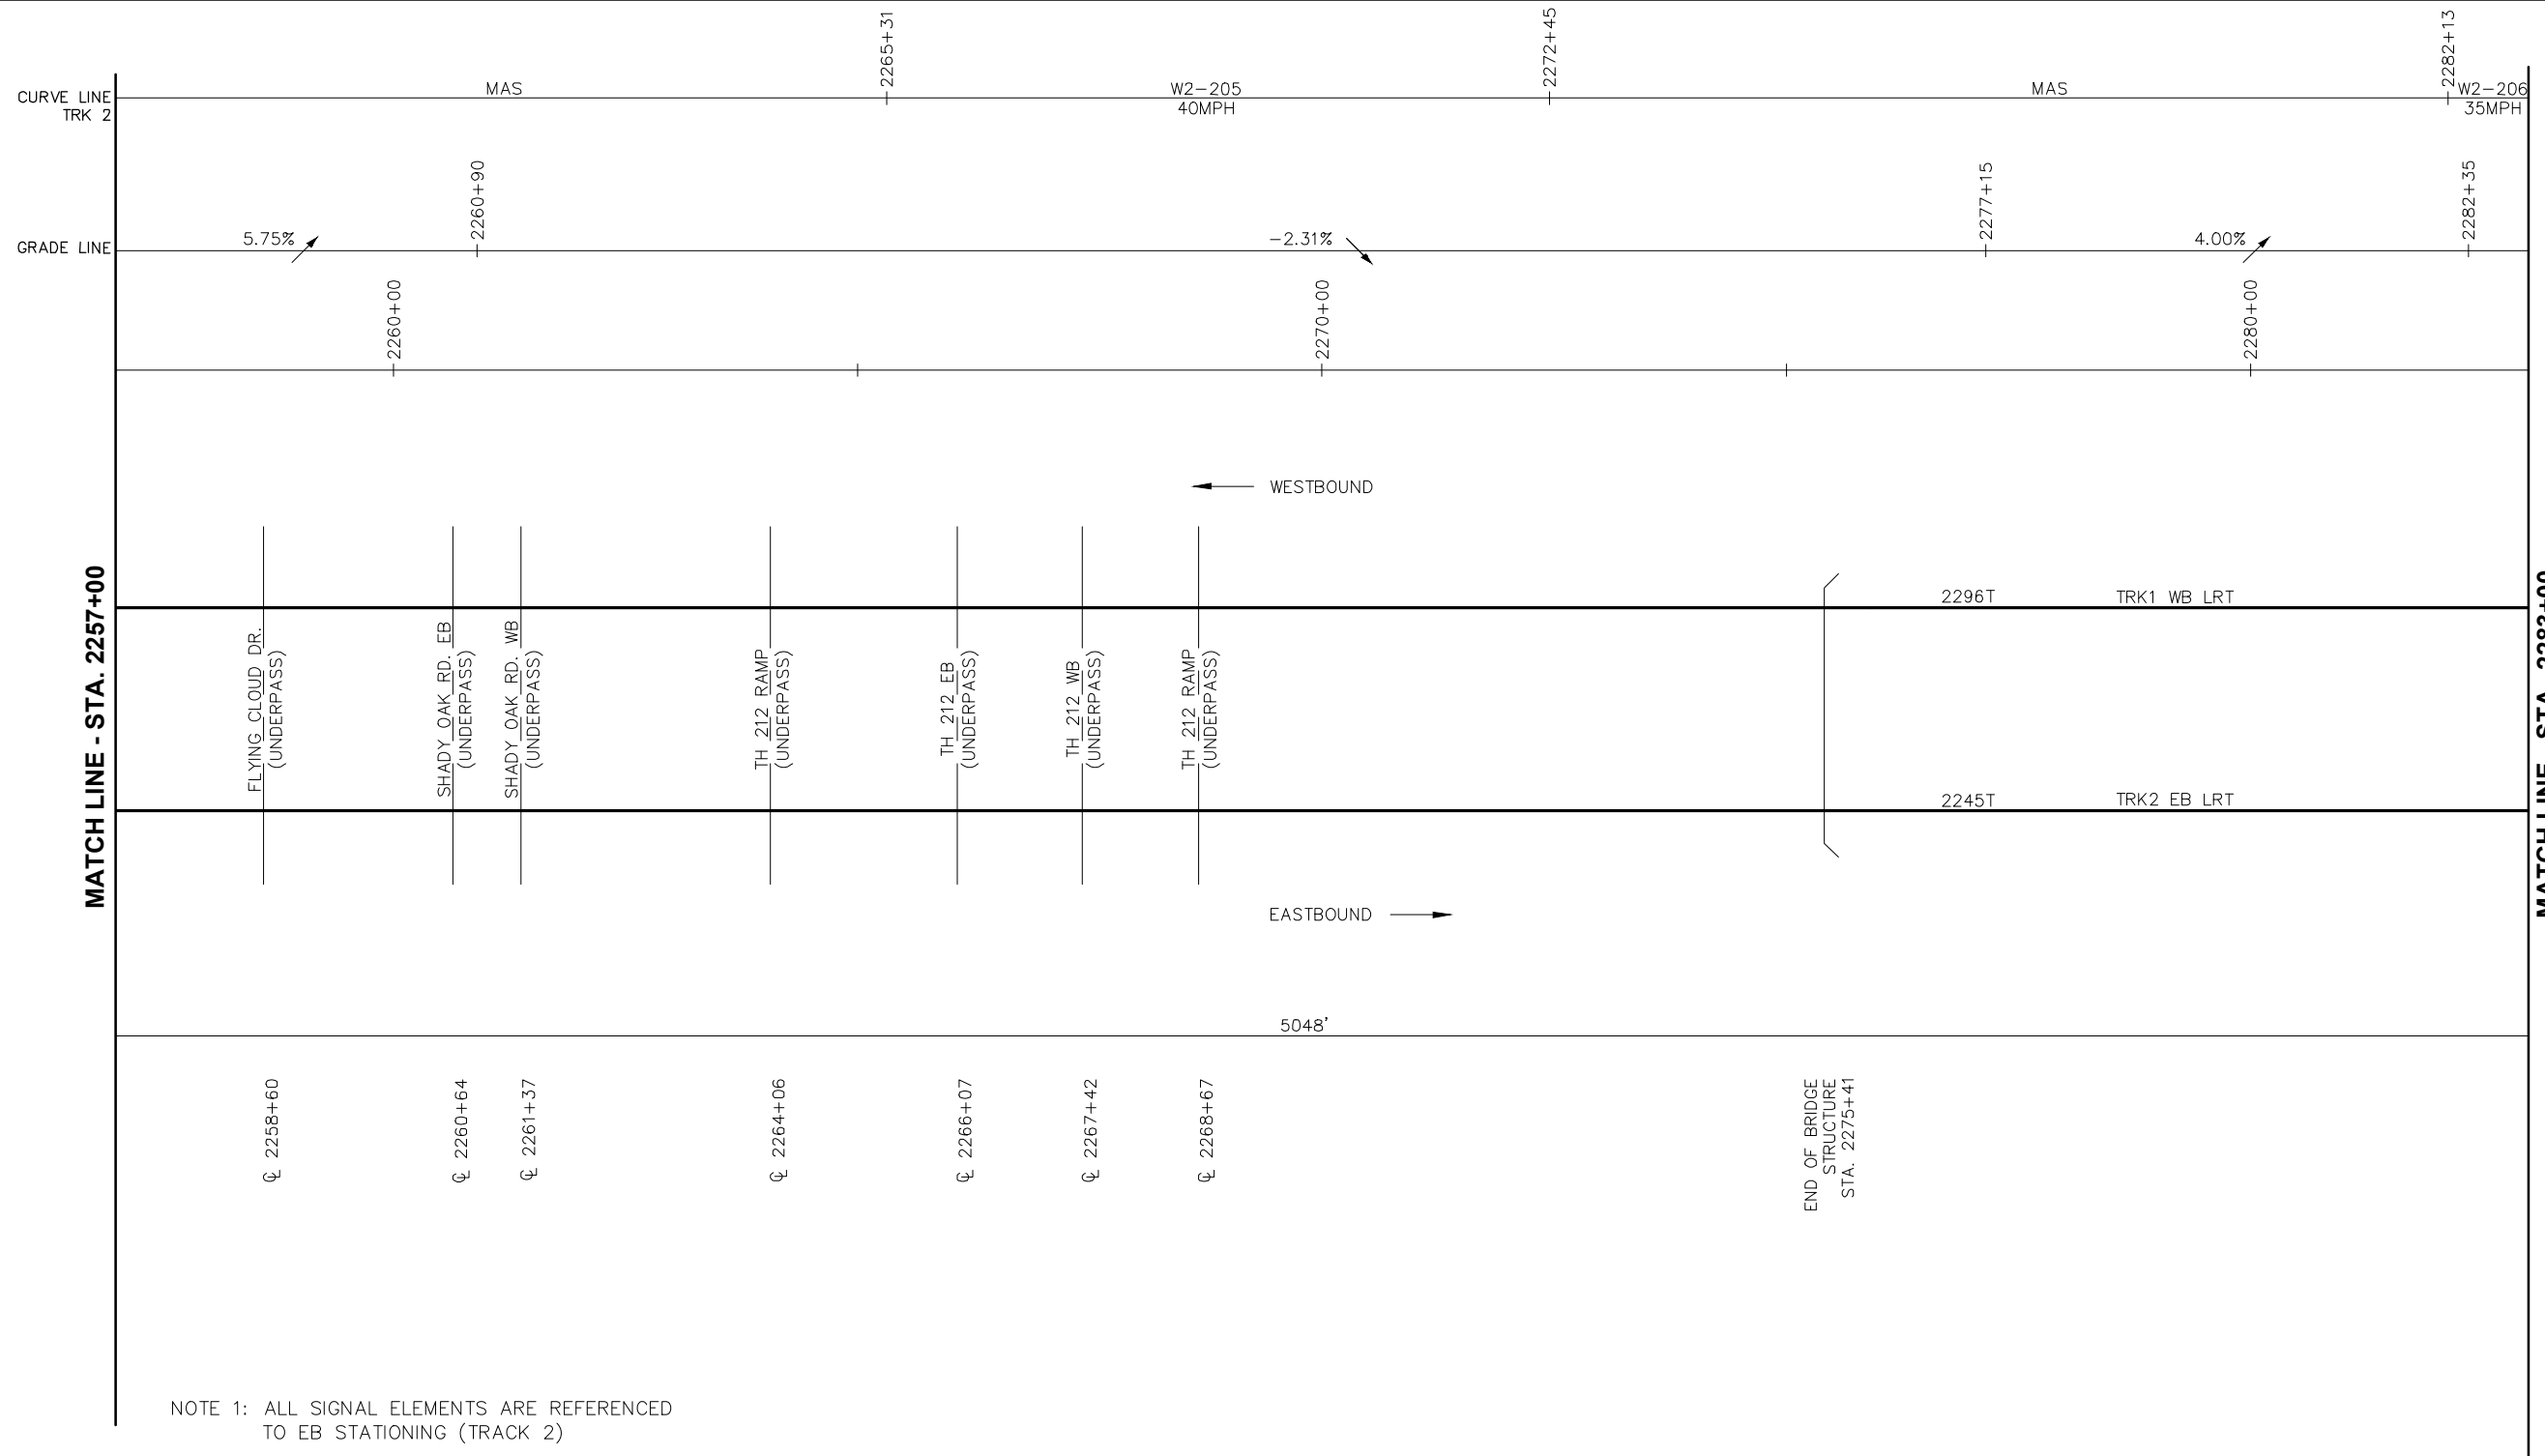 2265+31
2272+45
2282+13
CURVE LINE
TRK 2
MAS
W2-205
40MPH
MAS
W2-206
35MPH
2260+90
2277+15
2282+35
GRADE LINE
5.75%
-2.31%
4.00%
2260+00
2270+00
2280+00
WESTBOUND
MATCH LINE - STA. 2257+00
FLYING CLOUD DR.
(UNDERPASS)
SHADY OAK RD. EB
(UNDERPASS)
SHADY OAK RD. WB
(UNDERPASS)
TH 212 RAMP
(UNDERPASS)
TH 212 EB
(UNDERPASS)
TH 212 WB
(UNDERPASS)
TH 212 RAMP
(UNDERPASS)
2296T
TRK1 WB LRT
2245T
TRK2 EB LRT
MATCH LINE - STA. 2283+00
EASTBOUND
5048'
℄ 2258+60
℄ 2260+64
℄ 2261+37
℄ 2264+06
℄ 2266+07
℄ 2267+42
℄ 2268+67
END OF BRIDGE
STRUCTURE
STA. 2275+41
NOTE 1: ALL SIGNAL ELEMENTS ARE REFERENCED
TO EB STATIONING (TRACK 2)